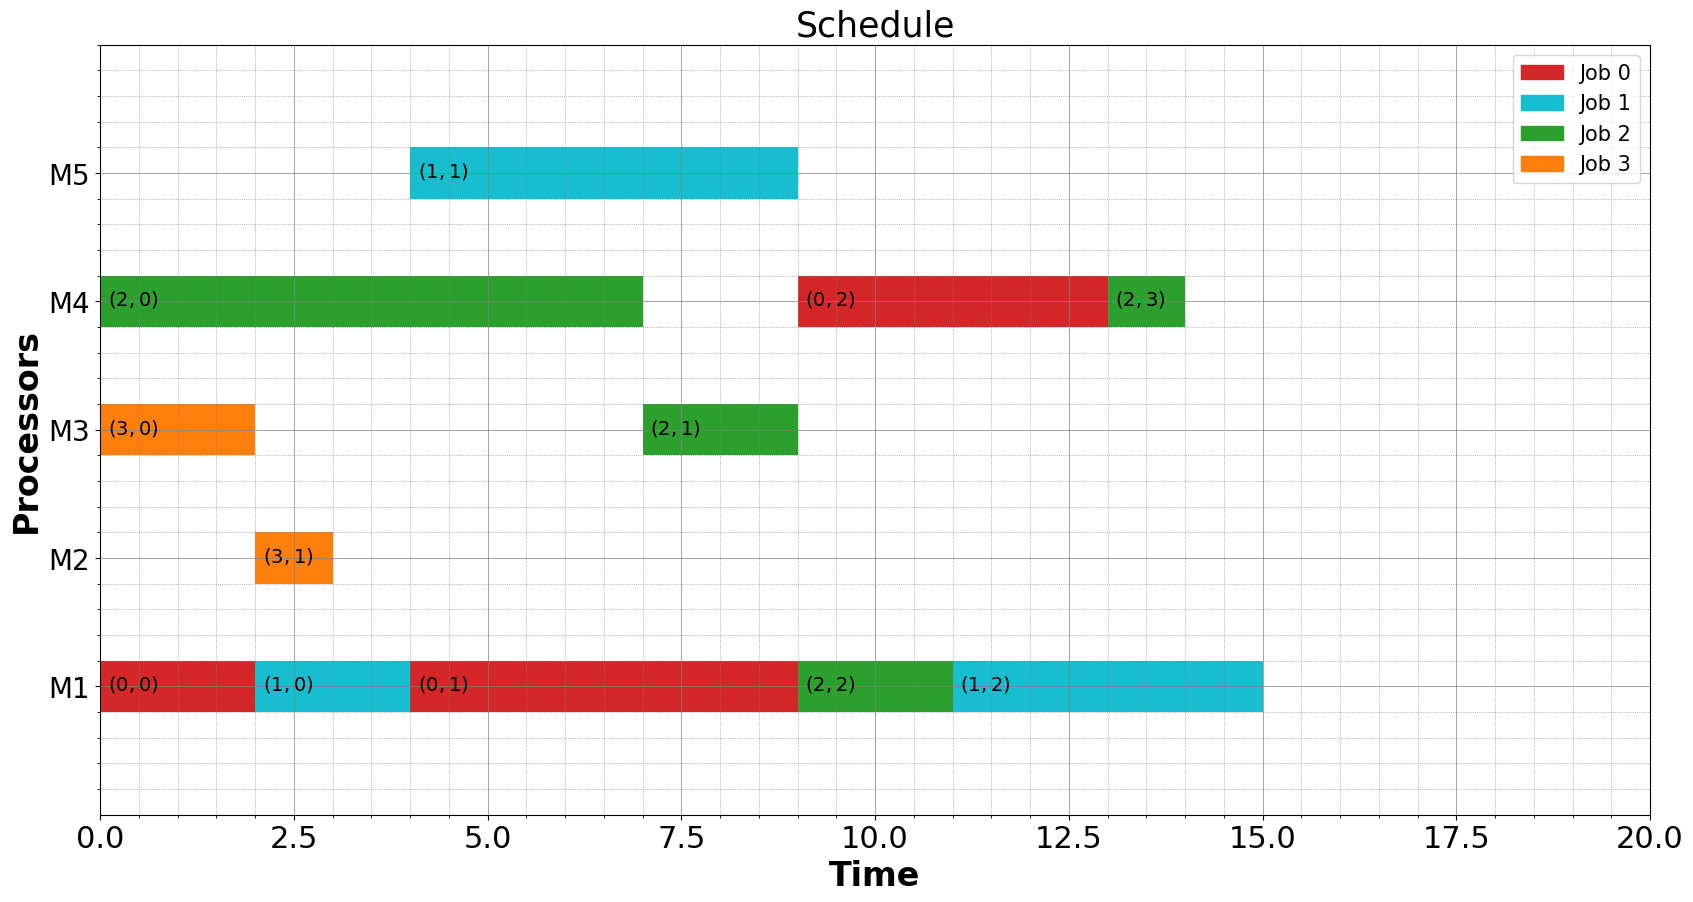 Schedule
Job 0
Job 1
Job 2
Job 3
M5
(1, 1)
M4
(2, 0)
(0, 2)
(2, 3)
M3
(3, 0)
(2, 1)
M2
(3, 1)
M1
(0, 0)
(1, 0)
(0, 1)
(2, 2)
(1, 2)
Processors
0.0 2.5 5.0 7.5 10.0 12.5 15.0 17.5 20.0
Time